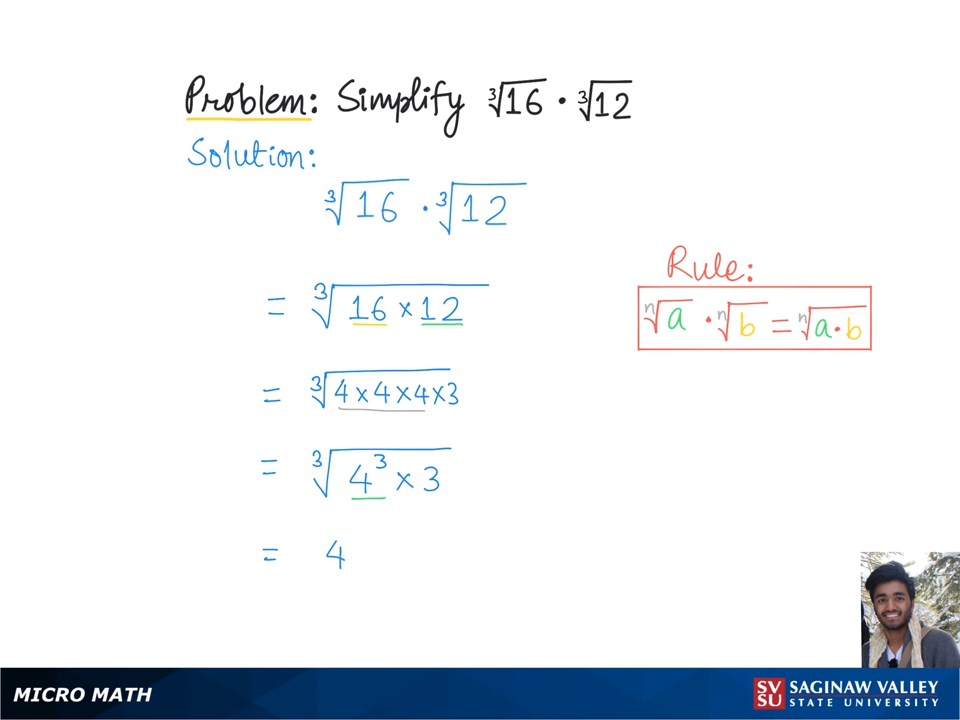 Problem: Simplify ∛16 · ∛12
Solution:
∛16 · ∛12
= ∛(16 × 12)
Rule:
ⁿ√a · ⁿ√b = ⁿ√(a · b)
= ∛(4 × 4 × 4 × 3)
= ∛(4³ × 3)
= 4
MICRO MATH
SVSU SAGINAW VALLEY
STATE UNIVERSITY